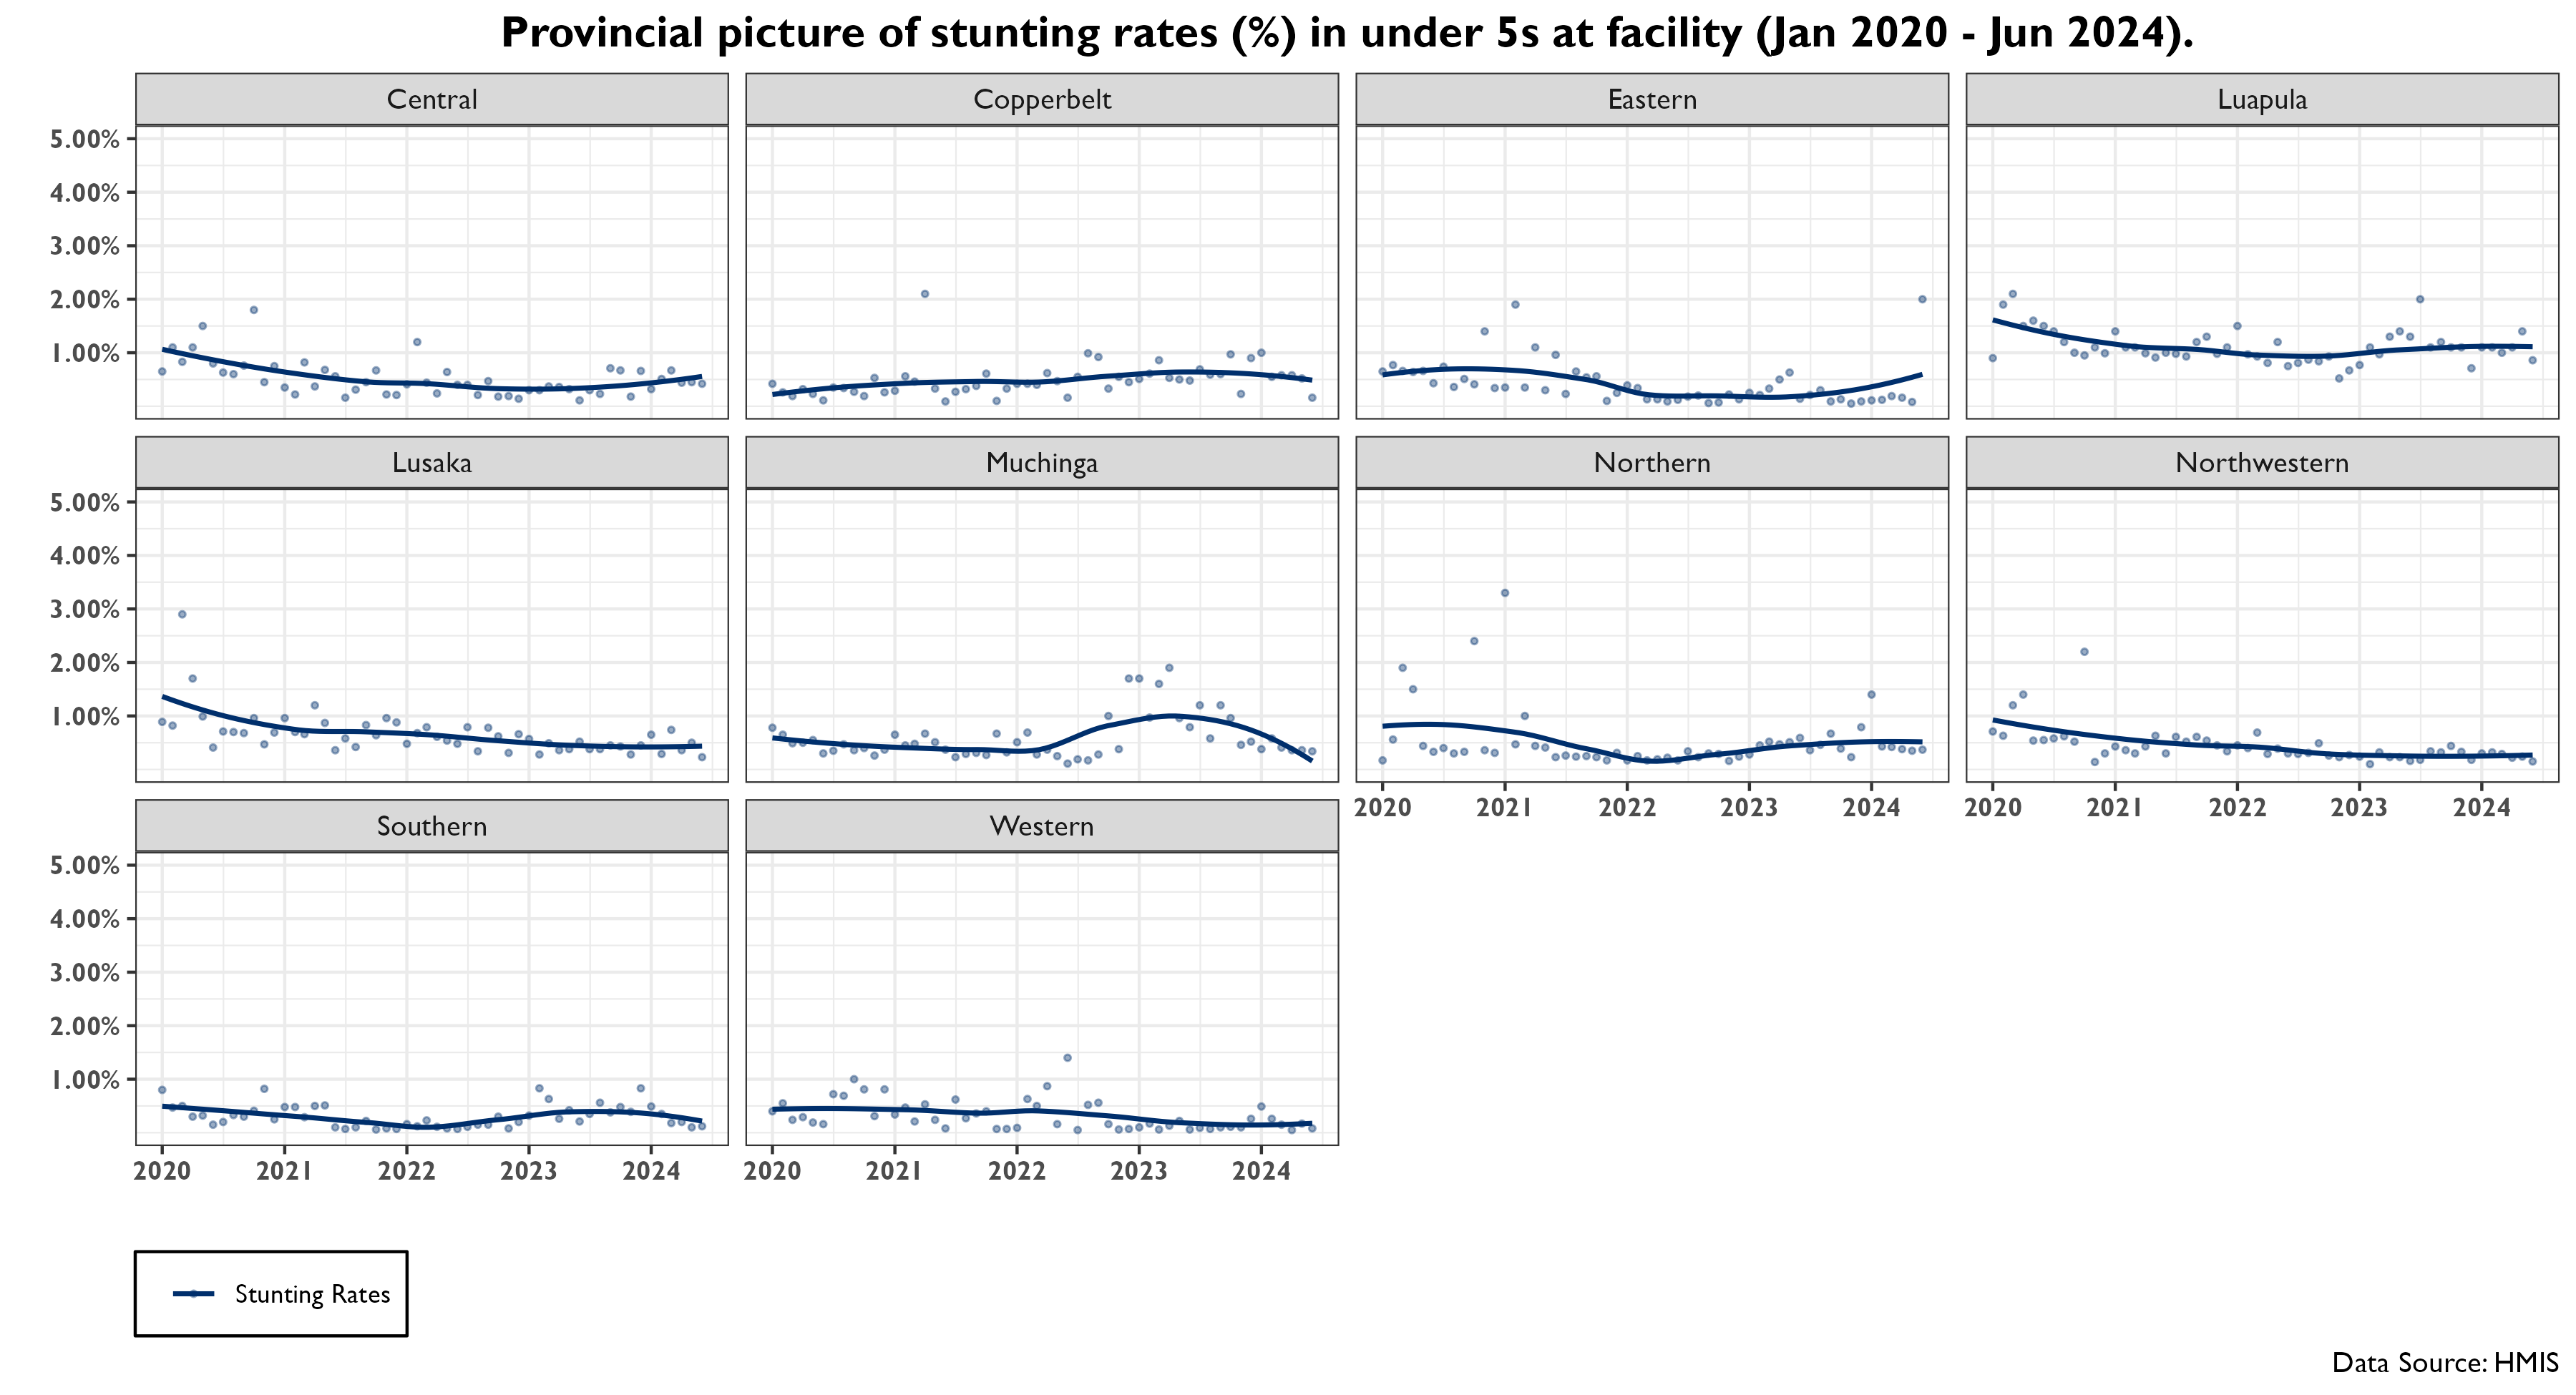 Provincial picture of stunting rates (%) in under 5s at facility (Jan 2020 - Jun 2024).
Central Copperbelt Eastern Luapula
5.00%
4.00%
3.00%
2.00%
1.00%
Lusaka Muchinga Northern Northwestern
5.00%
4.00%
3.00%
2.00%
1.00%
2020 2021 2022 2023 2024 2020 2021 2022 2023 2024
Southern Western
5.00%
4.00%
3.00%
2.00%
1.00%
2020 2021 2022 2023 2024 2020 2021 2022 2023 2024
Stunting Rates
Data Source: HMIS